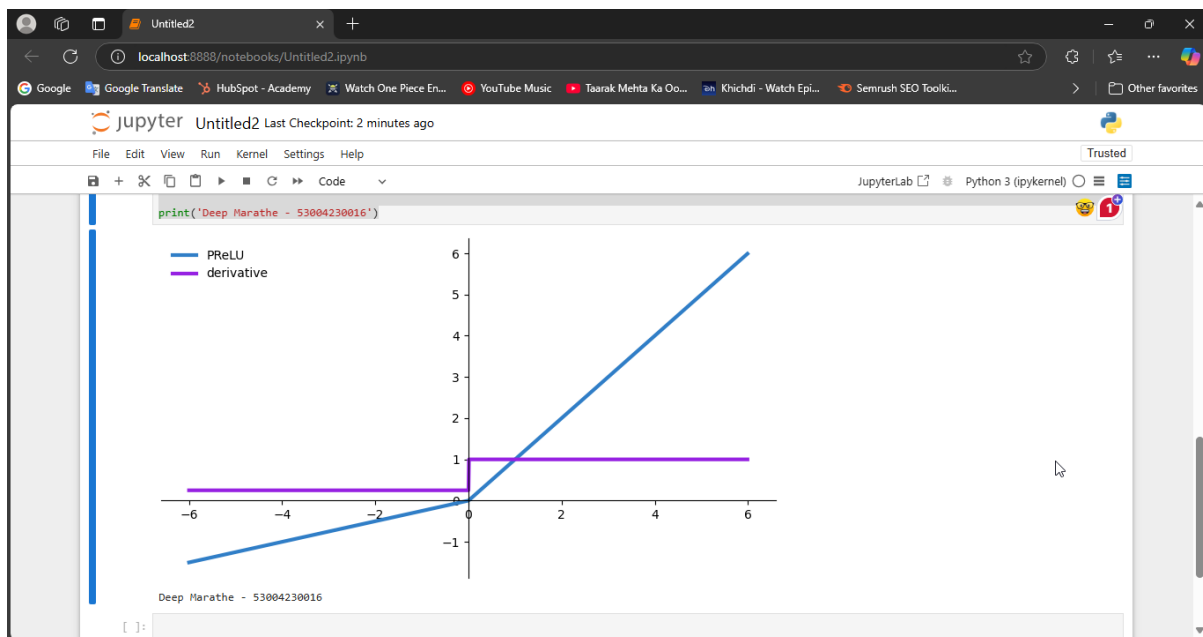 Untitled2
localhost:8888/notebooks/Untitled2.ipynb
Google Google Translate HubSpot - Academy Watch One Piece En... YouTube Music Taarak Mehta Ka Oo... Khichdi - Watch Epi... Semrush SEO Toolki... Other favorites
jupyter Untitled2 Last Checkpoint: 2 minutes ago
File Edit View Run Kernel Settings Help Trusted
Code JupyterLab Python 3 (ipykernel)
print('Deep Marathe - 53004230016')
1
PReLU
derivative
6
5
4
3
2
1
0
−6 −4 −2 0 2 4 6
−1
Deep Marathe - 53004230016
[ ]: